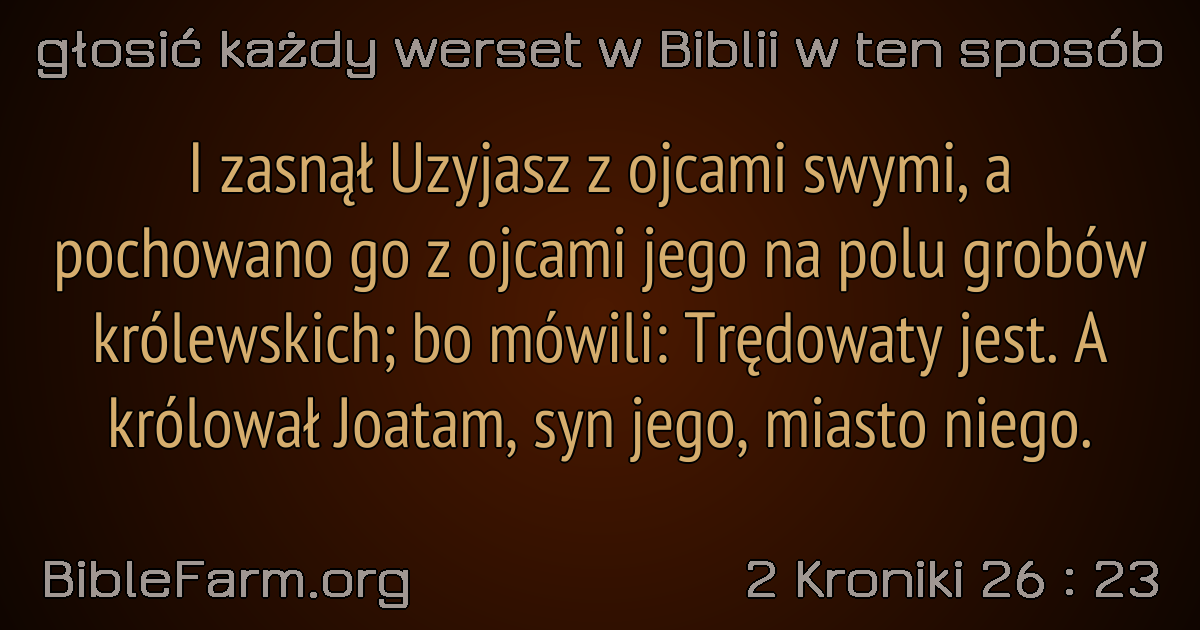 głosić każdy werset w Biblii w ten sposób
I zasnął Uzyjasz z ojcami swymi, a
pochowano go z ojcami jego na polu grobów
królewskich; bo mówili: Trędowaty jest. A
królował Joatam, syn jego, miasto niego.
BibleFarm.org
2 Kroniki 26 : 23